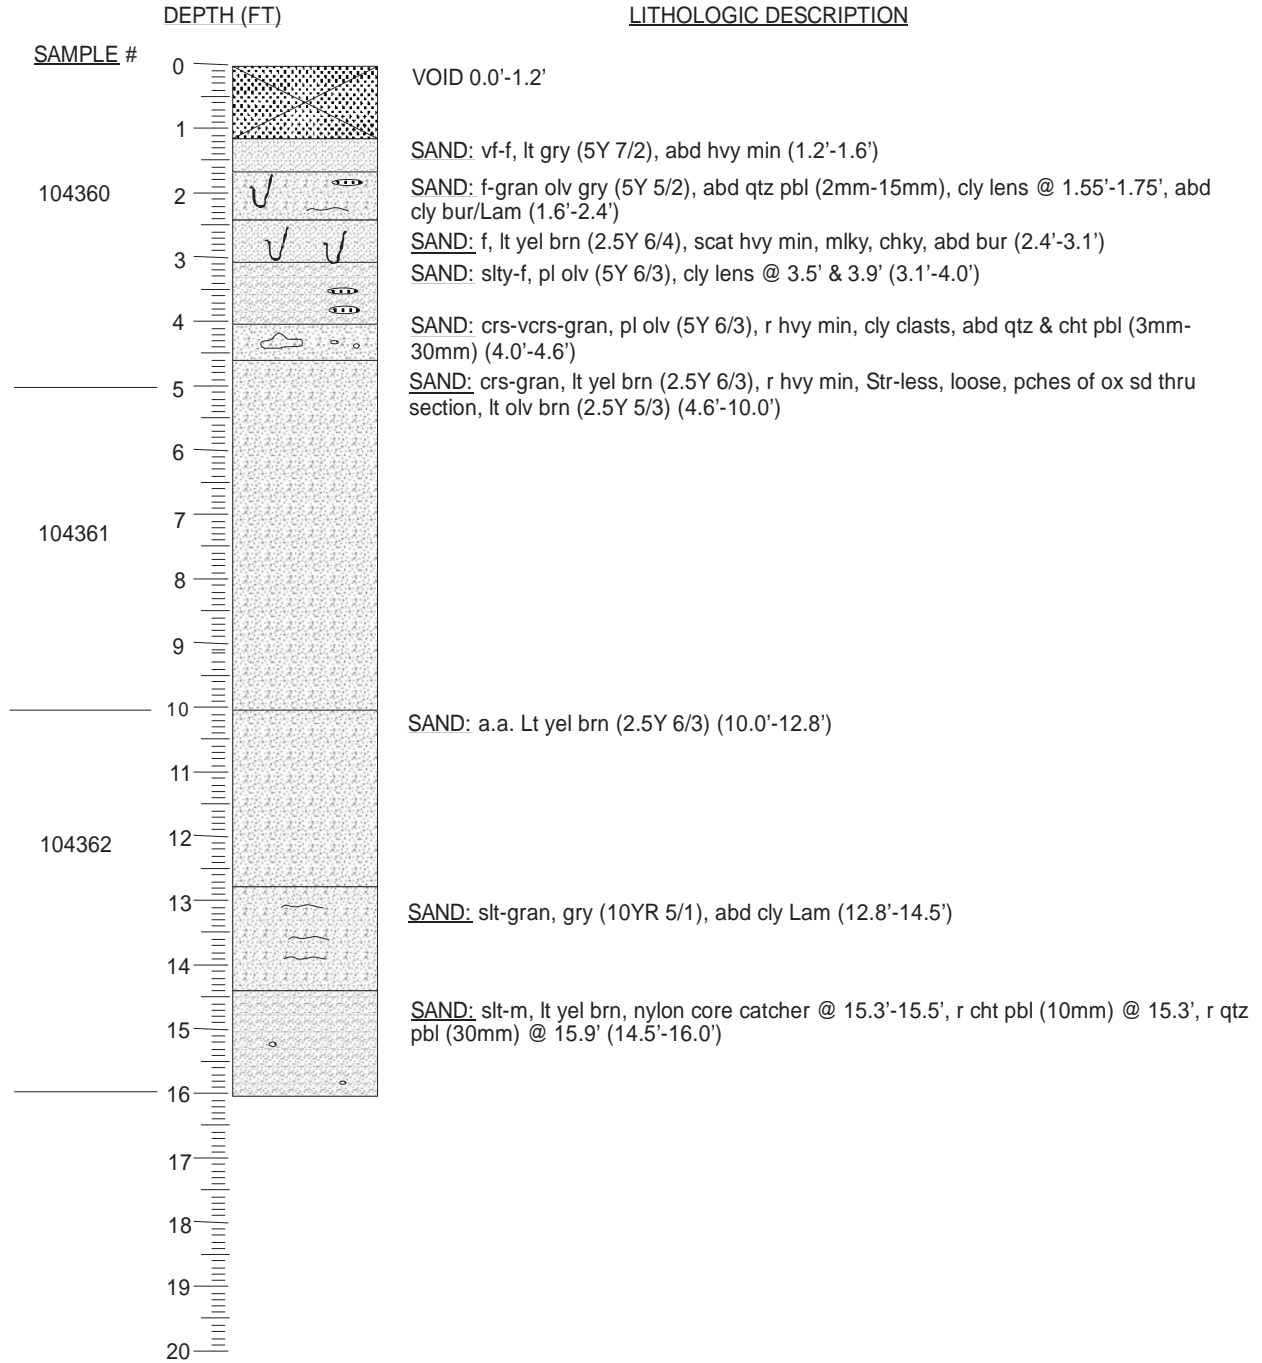 DEPTH (FT)
LITHOLOGIC DESCRIPTION
SAMPLE #
0
VOID 0.0’-1.2’
1
SAND: vf-f, lt gry (5Y 7/2), abd hvy min (1.2’-1.6’)
104360
2
SAND: f-gran olv gry (5Y 5/2), abd qtz pbl (2mm-15mm), cly lens @ 1.55’-1.75’, abd
cly bur/Lam (1.6’-2.4’)
SAND: f, lt yel brn (2.5Y 6/4), scat hvy min, mlky, chky, abd bur (2.4’-3.1’)
3
SAND: slty-f, pl olv (5Y 6/3), cly lens @ 3.5’ & 3.9’ (3.1’-4.0’)
4
SAND: crs-vcrs-gran, pl olv (5Y 6/3), r hvy min, cly clasts, abd qtz & cht pbl (3mm-
30mm) (4.0’-4.6’)
5
SAND: crs-gran, lt yel brn (2.5Y 6/3), r hvy min, Str-less, loose, pches of ox sd thru
section, lt olv brn (2.5Y 5/3) (4.6’-10.0’)
6
7
104361
8
9
10
SAND: a.a. Lt yel brn (2.5Y 6/3) (10.0’-12.8’)
11
12
104362
13
SAND: slt-gran, gry (10YR 5/1), abd cly Lam (12.8’-14.5’)
14
SAND: slt-m, lt yel brn, nylon core catcher @ 15.3’-15.5’, r cht pbl (10mm) @ 15.3’, r qtz
pbl (30mm) @ 15.9’ (14.5’-16.0’)
15
16
17
18
19
20